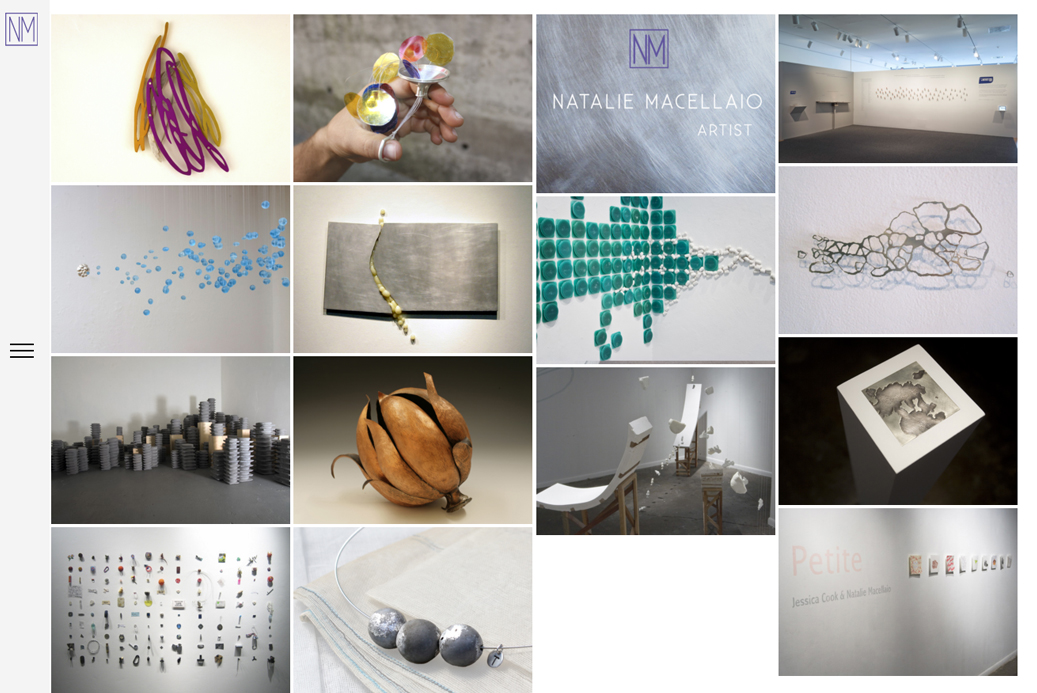 NM
NM
NATALIE MACELLAIO
ARTIST
Petite
Jessica Cook & Natalie Macellaio